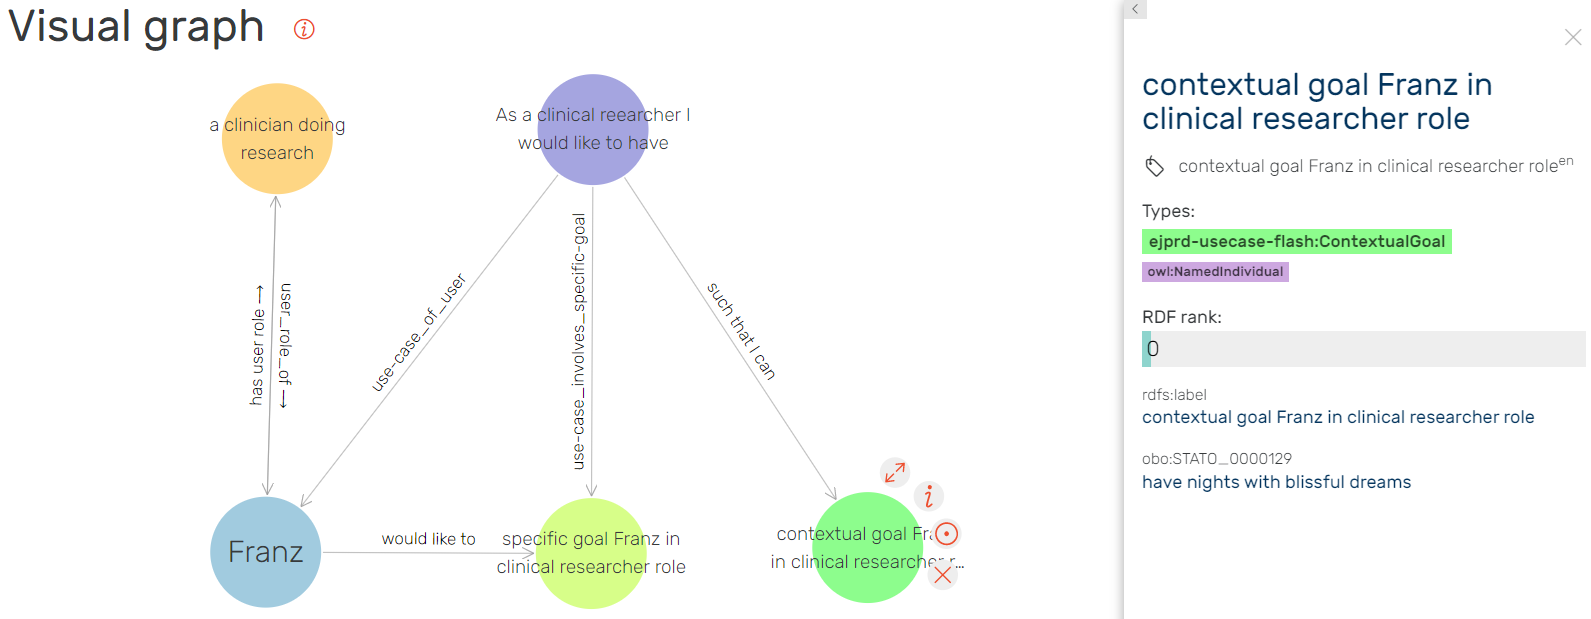 Visual graph
a clinician doing
research
As a clinical reearcher I
would like to have
has user role
user_role_of
use-case_of_user
use-case_involves_specific-goal
such that I can
Franz
would like to
specific goal Franz in
clinical researcher role
contextual goal Fr
in clinical researcher r...
contextual goal Franz in
clinical researcher role
contextual goal Franz in clinical researcher role en
Types:
ejprd-usecase-flash:ContextualGoal
owl:NamedIndividual
RDF rank:
0
rdfs:label
contextual goal Franz in clinical researcher role
obo:STATO_0000129
have nights with blissful dreams